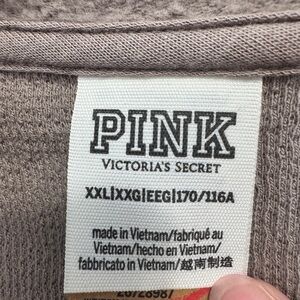 PINK
VICTORIA'S SECRET
XXL|XXG|EEG|170/116A
made in Vietnam/fabriqué au
Vietnam/hecho en Vietnam/
fabbricato in Vietnam/越南制造